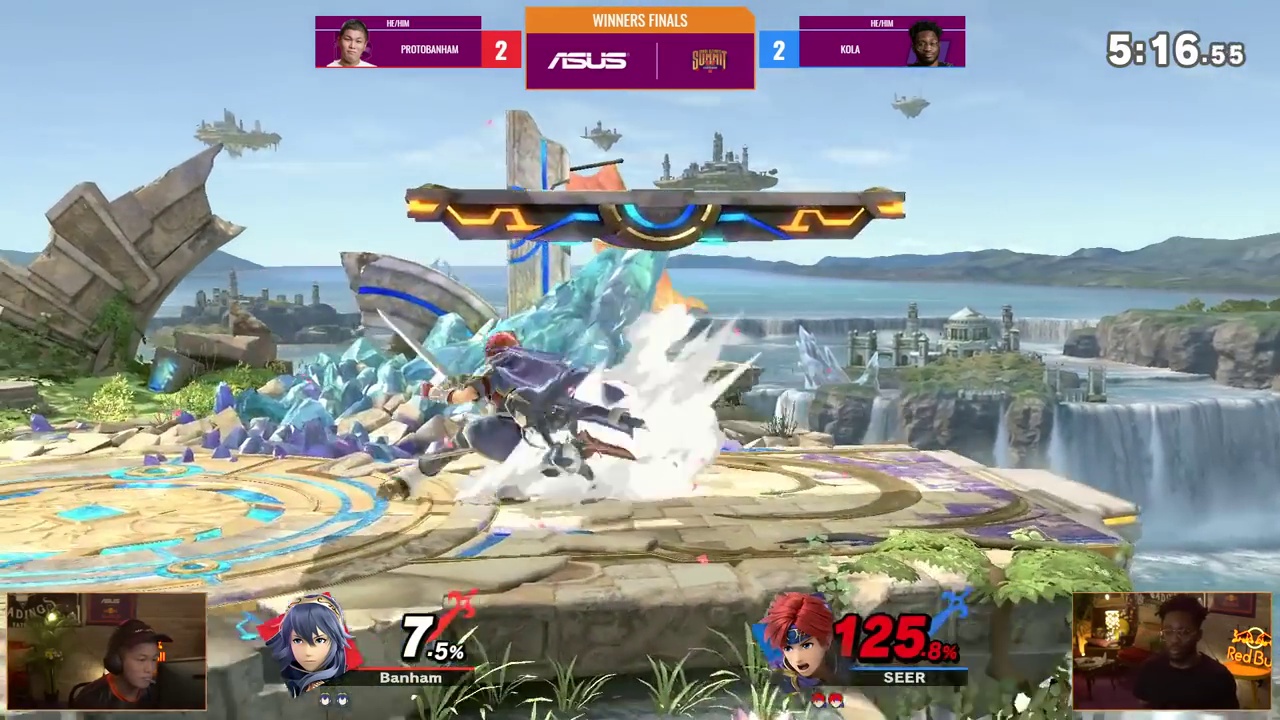 HE/HIM
PROTOBANHAM
2
WINNERS FINALS
ASUS
SUMMIT
2
HE/HIM
KOLA
5:16.55
7.5%
Banham
125.8%
SEER
ASUS
Red Bu